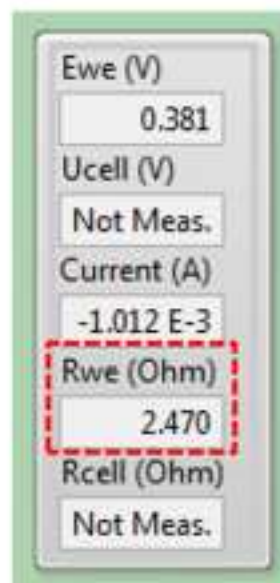 Ewe (V)
0.381
Ucell (V)
Not Meas.
Current (A)
-1.012 E-3
Rwe (Ohm)
2.470
Rcell (Ohm)
Not Meas.